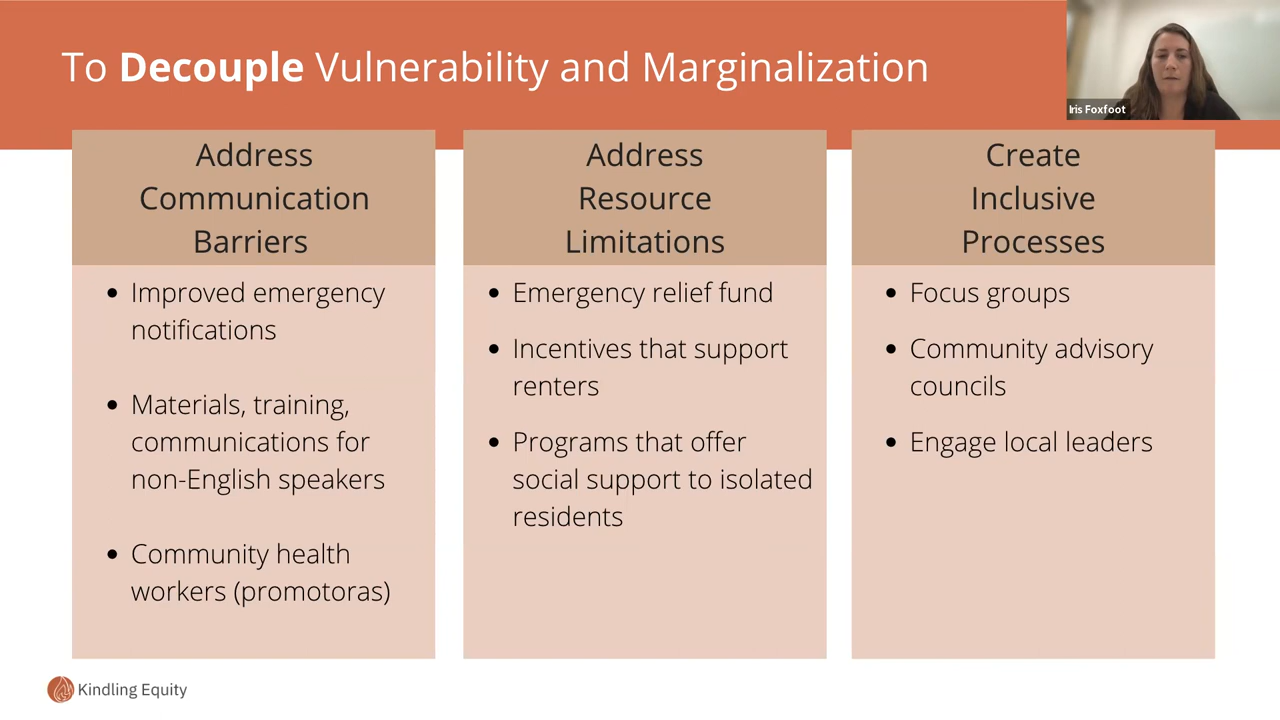 To Decouple Vulnerability and Marginalization
Iris Foxfoot
Address
Communication
Barriers
Improved emergency
notifications
Materials, training,
communications for
non-English speakers
Community health
workers (promotoras)
Address
Resource
Limitations
Emergency relief fund
Incentives that support
renters
Programs that offer
social support to isolated
residents
Create
Inclusive
Processes
Focus groups
Community advisory
councils
Engage local leaders
Kindling Equity